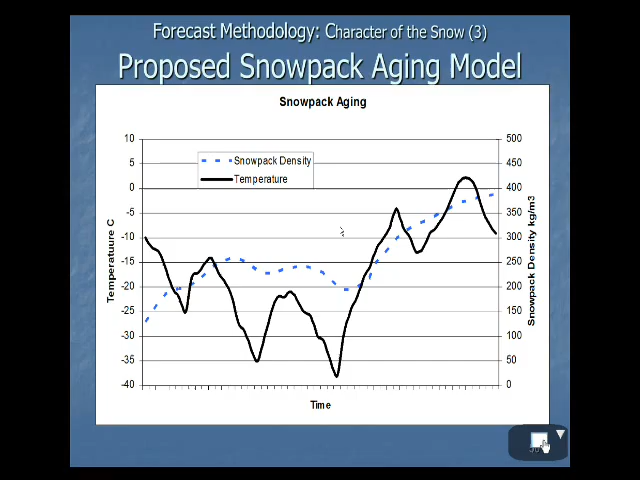 Forecast Methodology: Character of the Snow (3)
Proposed Snowpack Aging Model
Snowpack Aging
Snowpack Density
Temperature
10
5
0
-5
-10
-15
-20
-25
-30
-35
-40
500
450
400
350
300
250
200
150
100
50
0
Temperatuure C
Snowpack Density kg/m3
Time